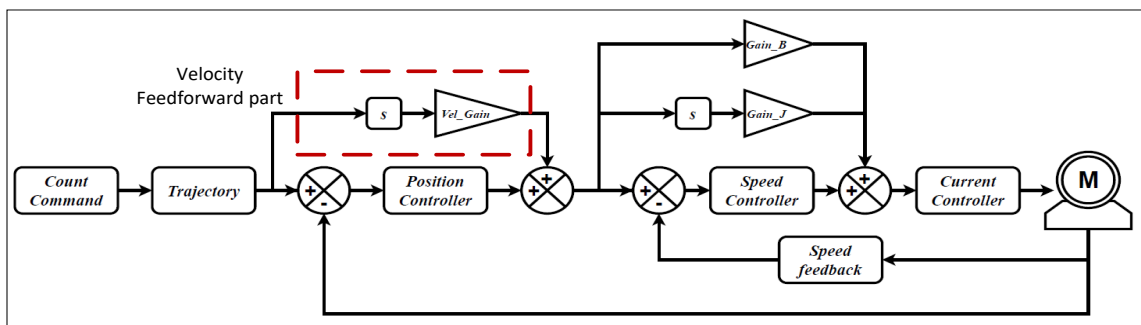 Velocity
Feedforward part
s
Vel_Gain
Gain_B
s
Gain_J
Count
Command
Trajectory
+
-
Position
Controller
+
+
+
-
Speed
Controller
+
+
Current
Controller
M
Speed
feedback